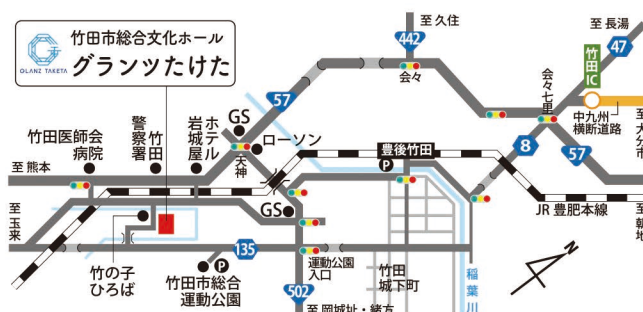 竹田市総合文化ホール
グランツたけた
GLANZ TAKETA
至 久住
442
至 長湯
47
会々
57
竹田IC
会々七里
中九州
横断道路
至 大分市
GS
ローソン
天神
ホテル
岩城屋
竹田
警察署
竹田医師会
病院
至 熊本
豊後竹田
P
8
57
至 玉来
GS
JR 豊肥本線
至 朝地
竹の子
ひろば
竹田市総合
運動公園
P
135
運動公園
入口
竹田
城下町
稲葉川
N
502
至 岡城址・緒方